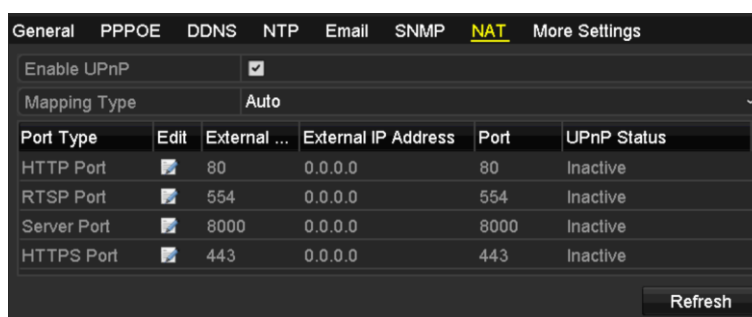 General PPPOE DDNS NTP Email SNMP NAT More Settings
Enable UPnP
Mapping Type Auto
Port Type Edit External ... External IP Address Port UPnP Status
HTTP Port 80 0.0.0.0 80 Inactive
RTSP Port 554 0.0.0.0 554 Inactive
Server Port 8000 0.0.0.0 8000 Inactive
HTTPS Port 443 0.0.0.0 443 Inactive
Refresh